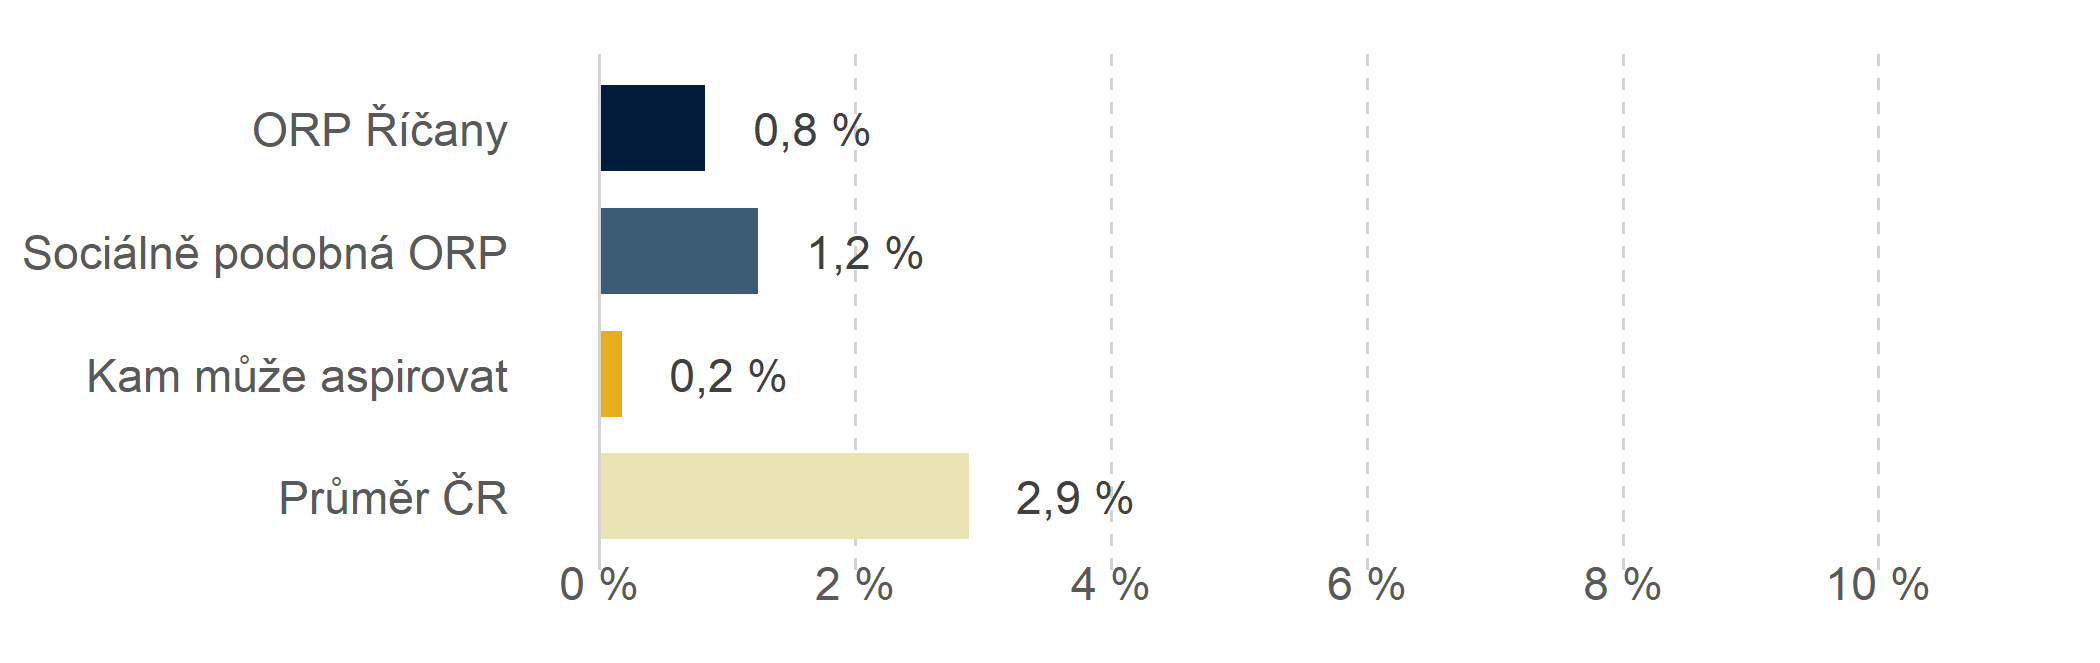 ORP Říčany 0,8 %
Sociálně podobná ORP 1,2 %
Kam může aspirovat 0,2 %
Průměr ČR 2,9 %
0 % 2 % 4 % 6 % 8 % 10 %